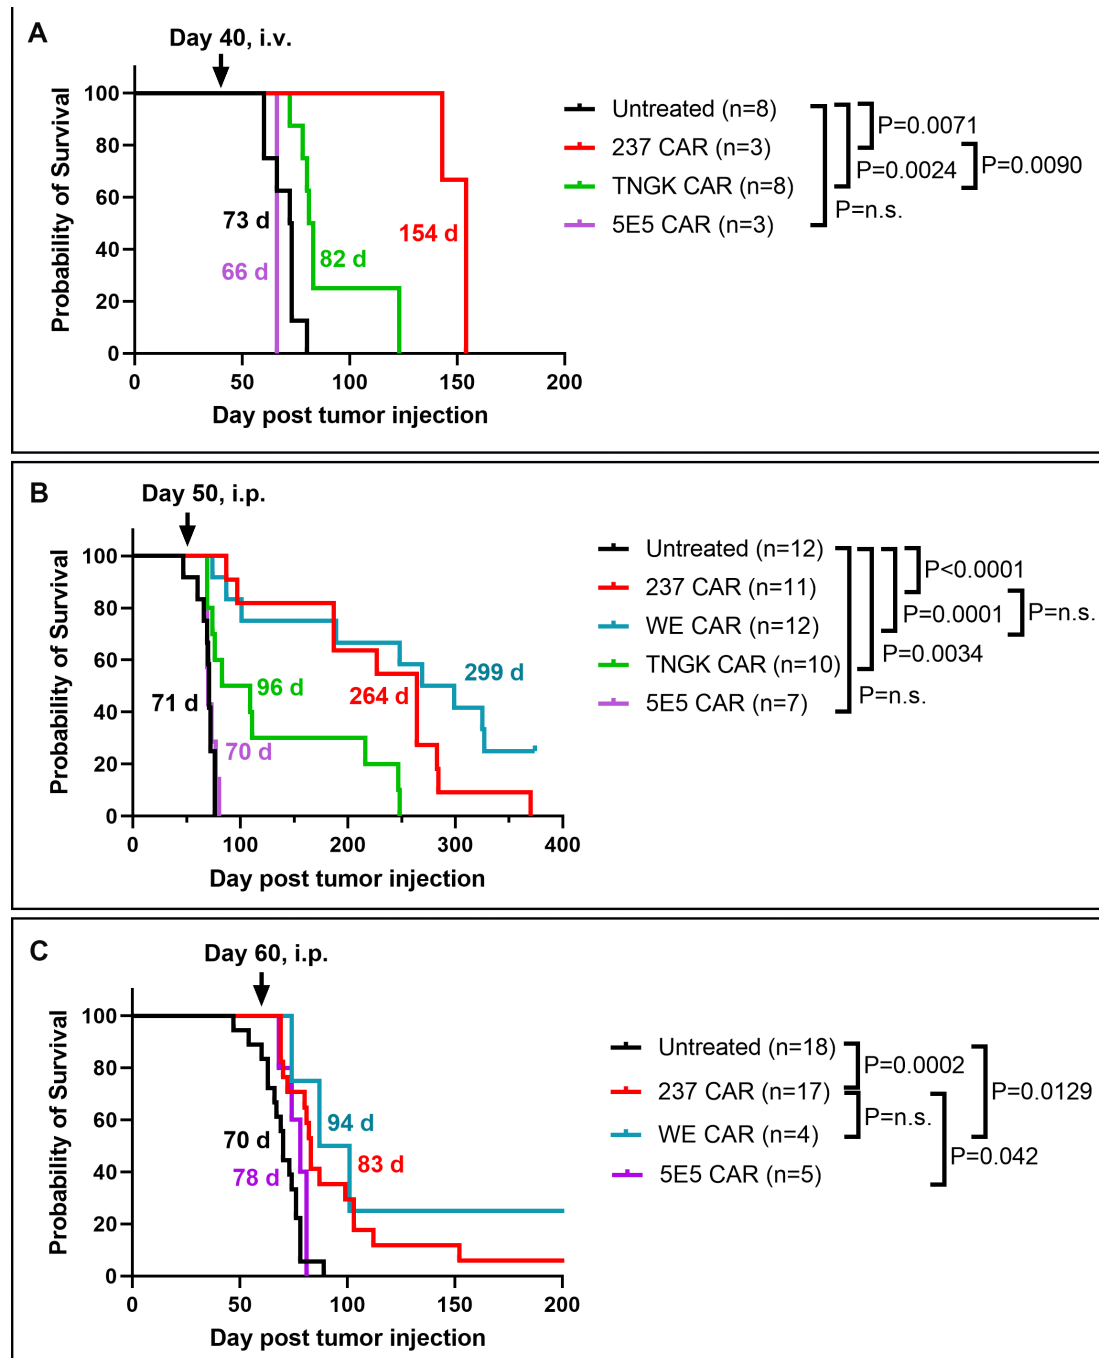 A
Day 40, i.v.
Probability of Survival
100
80
60
40
20
0
0 50 100 150 200
Day post tumor injection
73 d
66 d
82 d
154 d
Untreated (n=8)
237 CAR (n=3)
TNGK CAR (n=8)
5E5 CAR (n=3)
P=0.0071
P=0.0024
P=0.0090
P=n.s.
B
Day 50, i.p.
Probability of Survival
100
80
60
40
20
0
0 100 200 300 400
Day post tumor injection
71 d
70 d
96 d
264 d
299 d
Untreated (n=12)
237 CAR (n=11)
WE CAR (n=12)
TNGK CAR (n=10)
5E5 CAR (n=7)
P<0.0001
P=0.0001
P=n.s.
P=0.0034
P=n.s.
C
Day 60, i.p.
Probability of Survival
100
80
60
40
20
0
0 50 100 150 200
Day post tumor injection
70 d
78 d
94 d
83 d
Untreated (n=18)
237 CAR (n=17)
WE CAR (n=4)
5E5 CAR (n=5)
P=0.0002
P=0.0129
P=n.s.
P=0.042